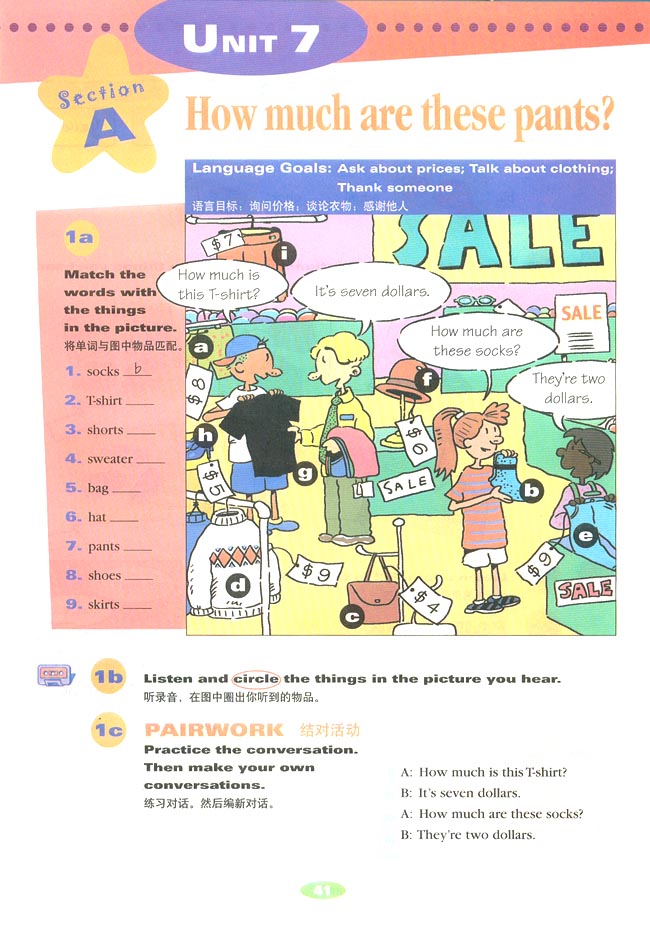 UNIT 7
Section
A
How much are these pants?
Language Goals: Ask about prices; Talk about clothing;
Thank someone
语言目标：询问价格；谈论衣物；感谢他人
1a
Match the
words with
the things
in the picture.
将单词与图中物品匹配。
1. socks b
2. T-shirt
3. shorts
4. sweater
5. bag
6. hat
7. pants
8. shoes
9. skirts
SALE
$7
i
How much is
this T-shirt?
It's seven dollars.
How much are
these socks?
They're two
dollars.
SALE
a
$8
f
$6
h
g
$5
SALE
b
e
$9
d
$9
c
$4
SALE
1b
Listen and circle the things in the picture you hear.
听录音，在图中圈出你听到的物品。
1c
PAIRWORK 结对活动
Practice the conversation.
Then make your own
conversations.
练习对话。然后编新对话。
A: How much is this T-shirt?
B: It's seven dollars.
A: How much are these socks?
B: They're two dollars.
41